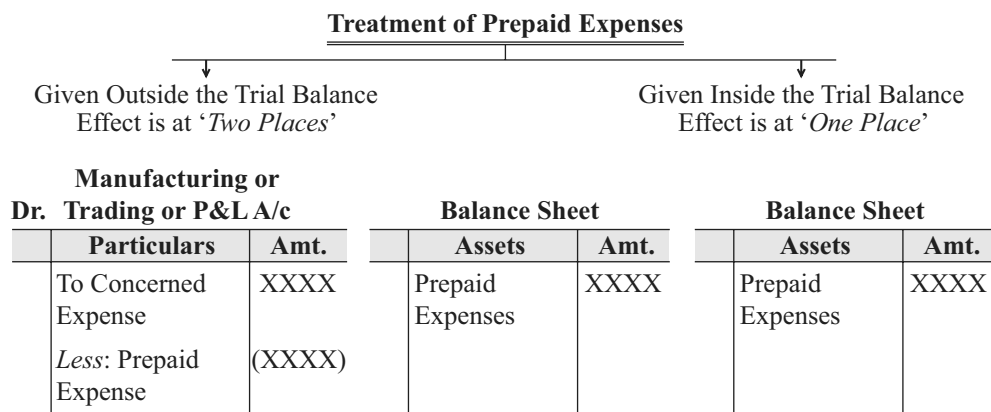 Treatment of Prepaid Expenses
Given Outside the Trial Balance
Effect is at ‘Two Places’
Given Inside the Trial Balance
Effect is at ‘One Place’
Manufacturing or
Dr. Trading or P&L A/c
Particulars Amt.
To Concerned XXXX
Expense
Less: Prepaid (XXXX)
Expense
Balance Sheet
Assets Amt.
Prepaid XXXX
Expenses
Balance Sheet
Assets Amt.
Prepaid XXXX
Expenses